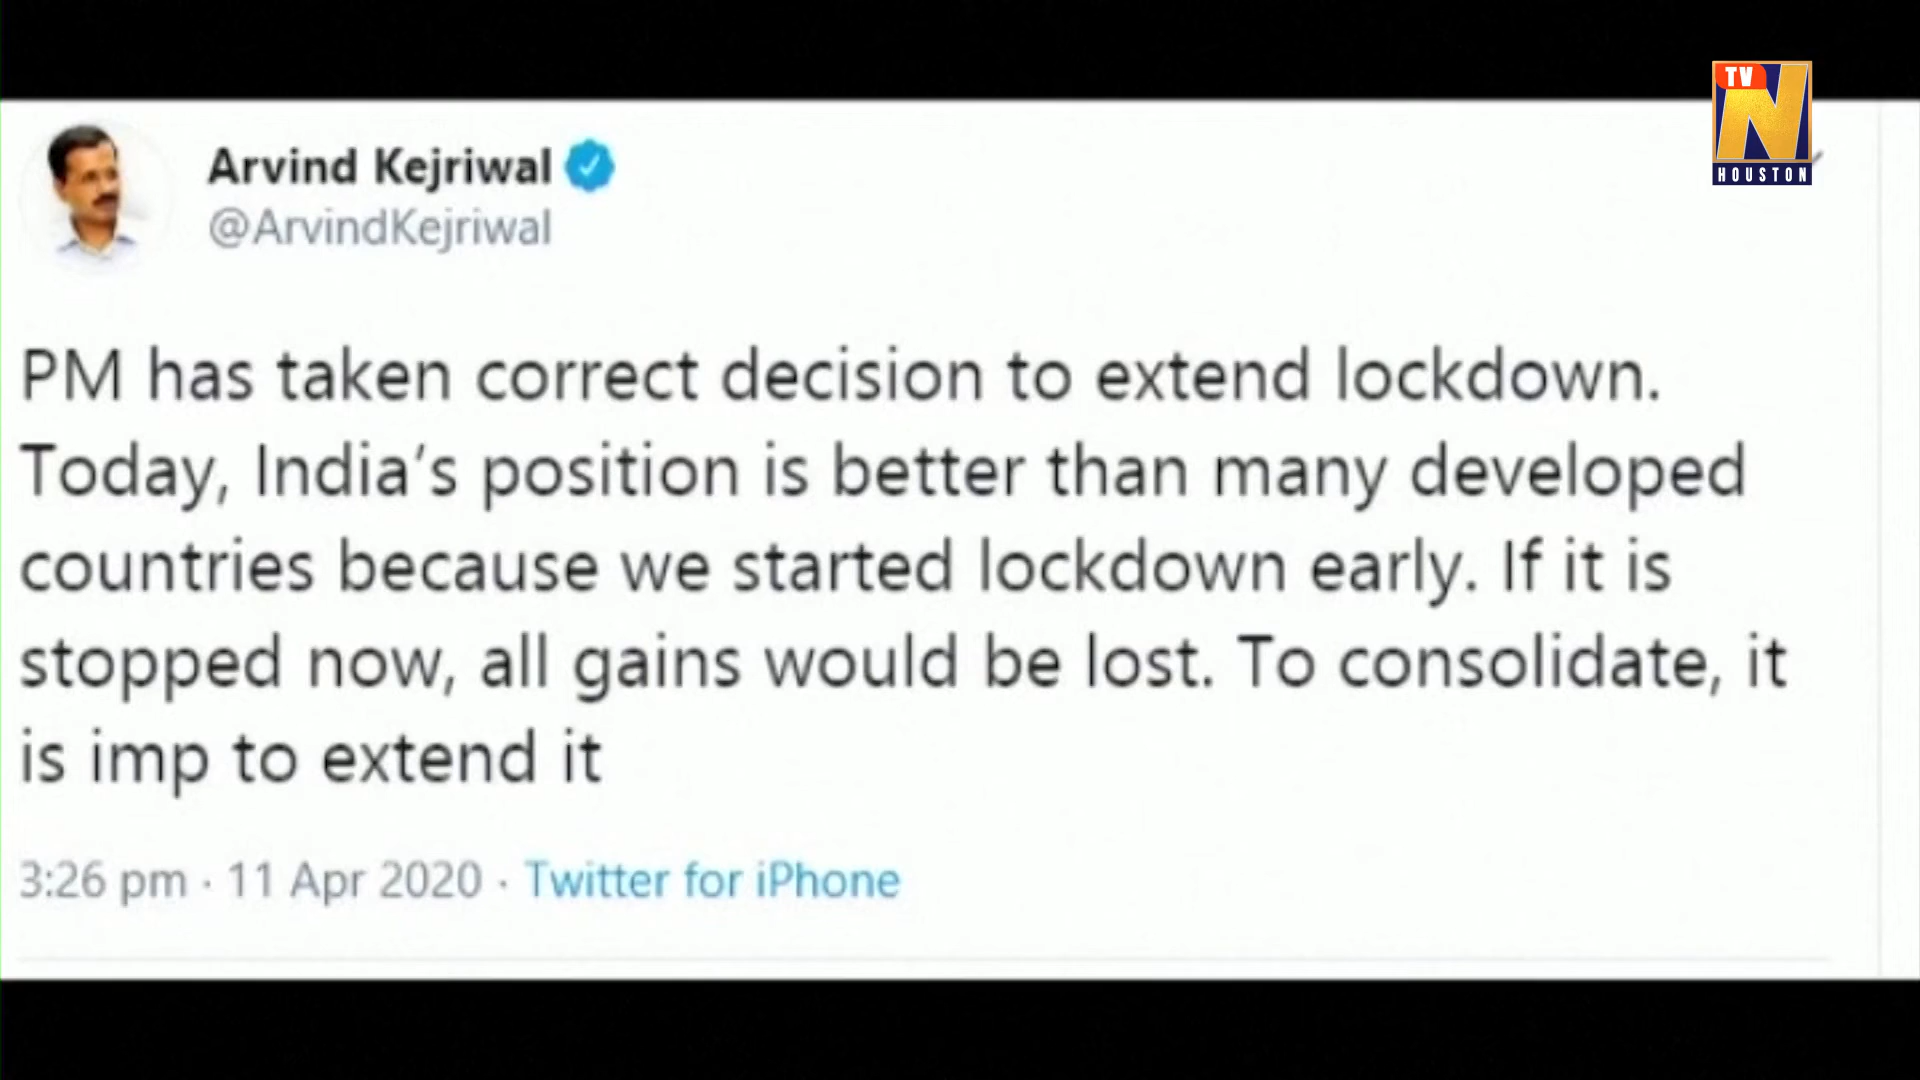 TV
N
HOUSTON
Arvind Kejriwal
@ArvindKejriwal
PM has taken correct decision to extend lockdown.
Today, India’s position is better than many developed
countries because we started lockdown early. If it is
stopped now, all gains would be lost. To consolidate, it
is imp to extend it
3:26 pm · 11 Apr 2020 · Twitter for iPhone